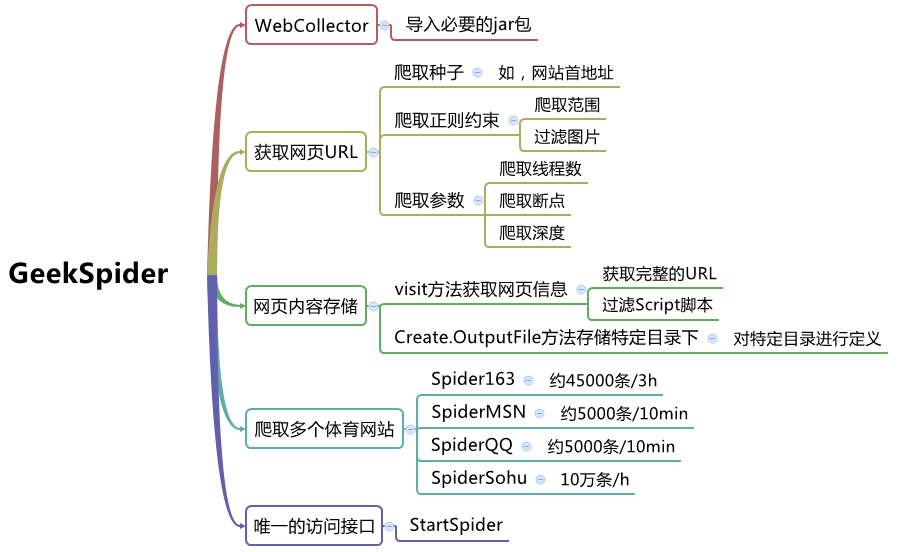 GeekSpider
WebCollector
导入必要的jar包
获取网页URL
爬取种子
如，网站首地址
爬取正则约束
爬取范围
过滤图片
爬取参数
爬取线程数
爬取断点
爬取深度
网页内容存储
visit方法获取网页信息
获取完整的URL
过滤Script脚本
Create.OutputFile方法存储特定目录下
对特定目录进行定义
爬取多个体育网站
Spider163
约45000条/3h
SpiderMSN
约5000条/10min
SpiderQQ
约5000条/10min
SpiderSohu
10万条/h
唯一的访问接口
StartSpider